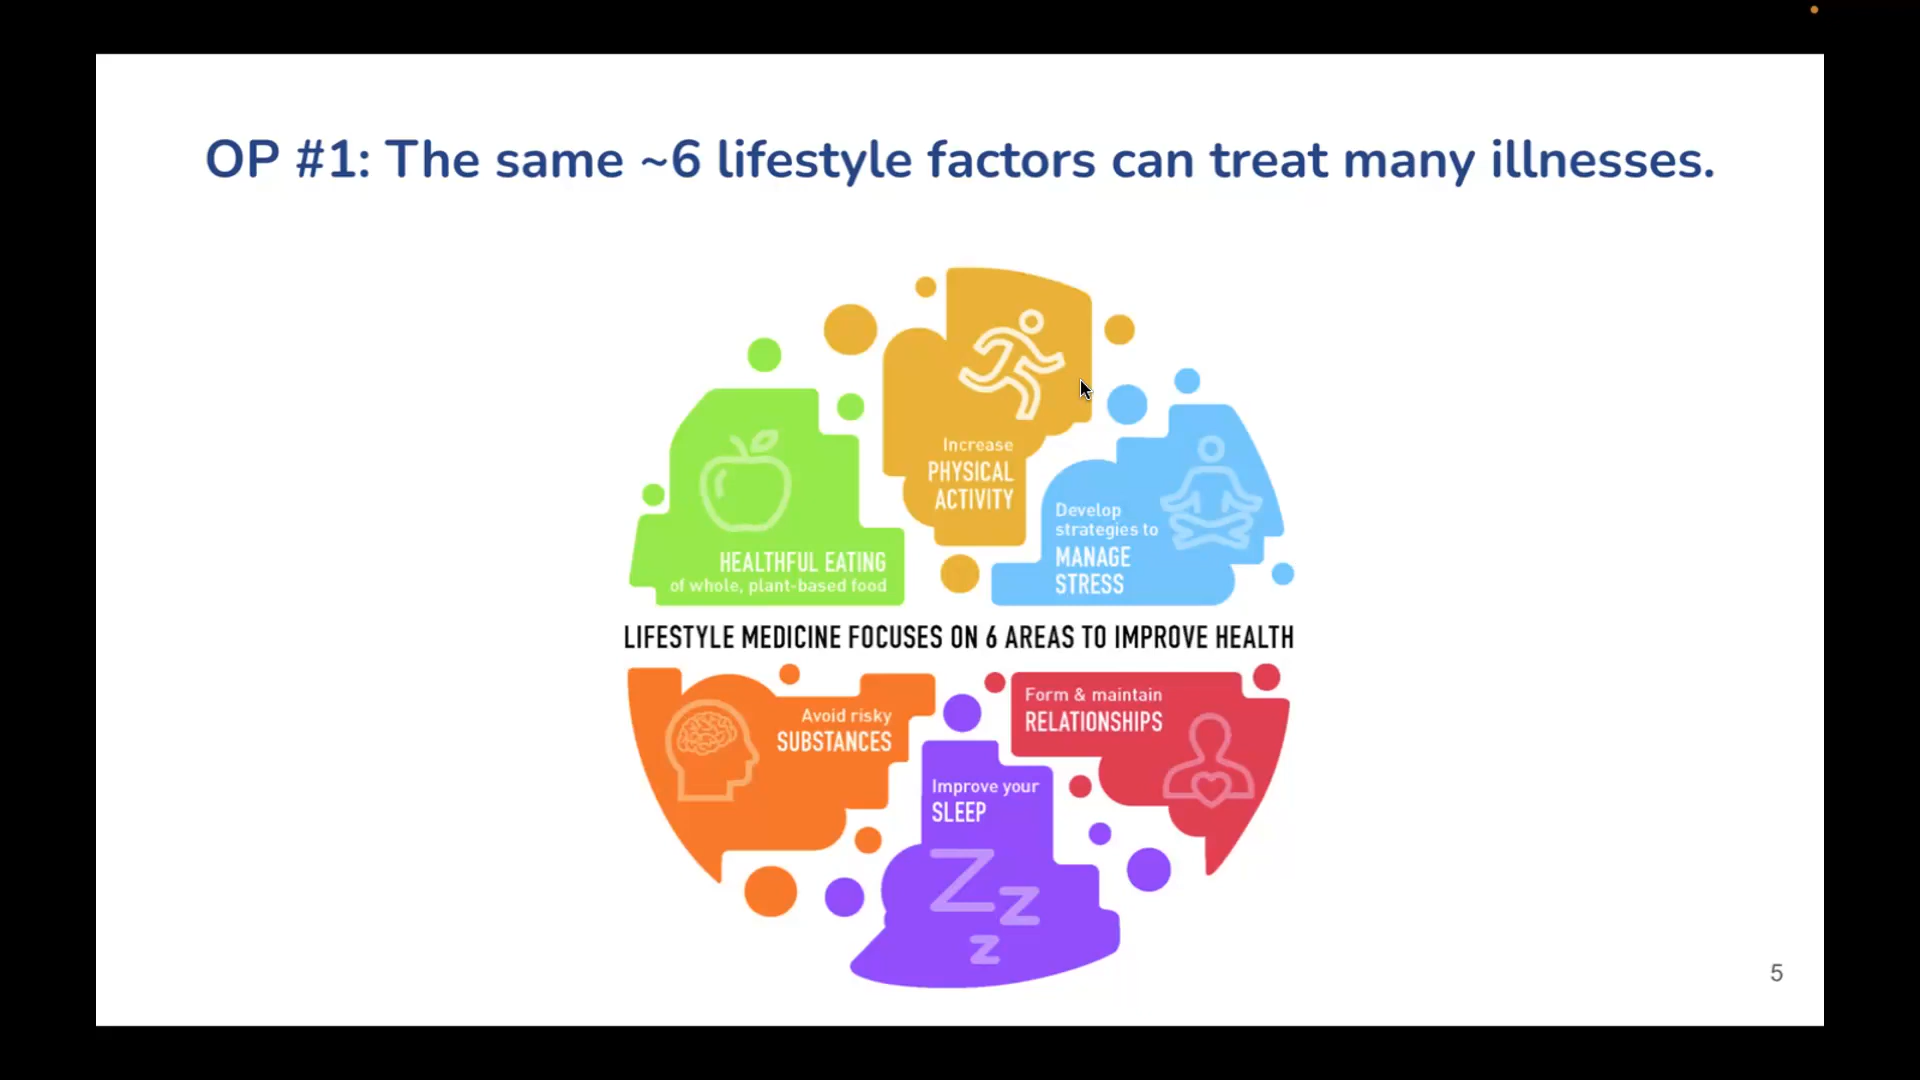 OP #1: The same ~6 lifestyle factors can treat many illnesses.
Increase
PHYSICAL
ACTIVITY
HEALTHFUL EATING
of whole, plant-based food
Develop
strategies to
MANAGE
STRESS
LIFESTYLE MEDICINE FOCUSES ON 6 AREAS TO IMPROVE HEALTH
Avoid risky
SUBSTANCES
Improve your
SLEEP
Zzz
Form & maintain
RELATIONSHIPS
5